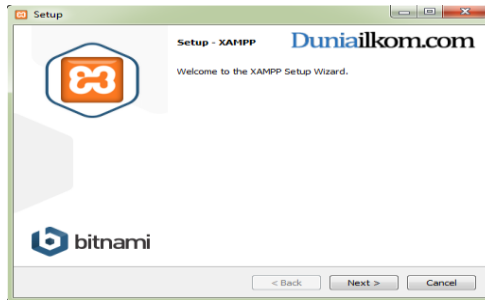 Setup
Setup - XAMPP
Duniailkom.com
Welcome to the XAMPP Setup Wizard.
bitnami
< Back
Next >
Cancel